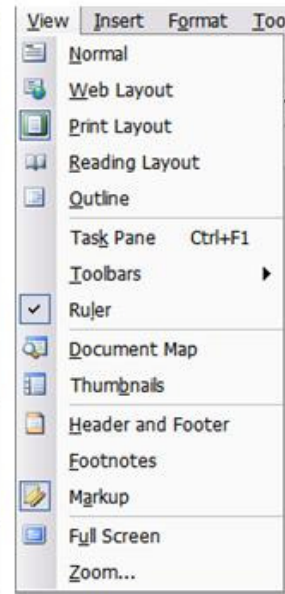 View Insert Format Too
Normal
Web Layout
Print Layout
Reading Layout
Outline
Task Pane Ctrl+F1
Toolbars
Ruler
Document Map
Thumbnails
Header and Footer
Footnotes
Markup
Full Screen
Zoom...